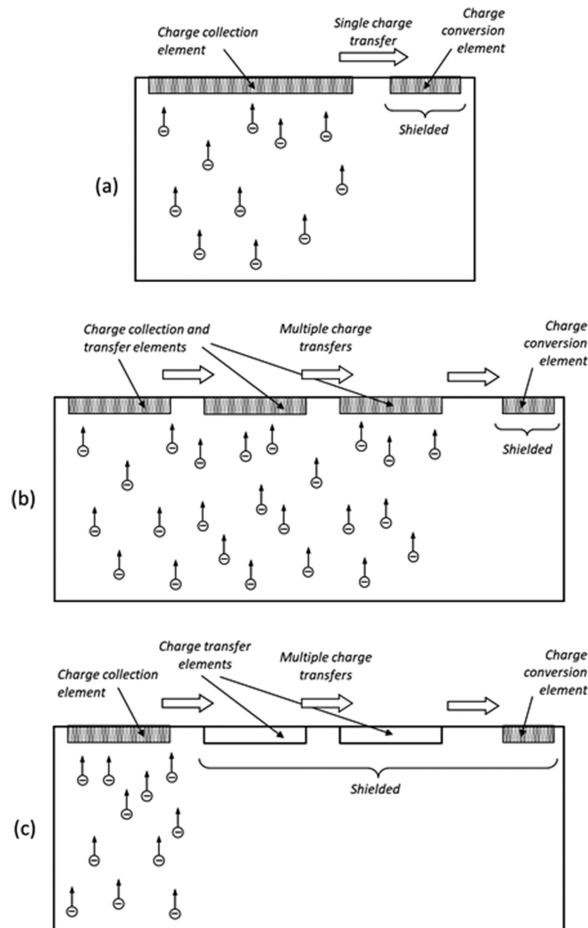 Charge collection
element
Single charge
transfer
Charge
conversion
element
Shielded
(a)
Charge collection and
transfer elements
Multiple charge
transfers
Charge
conversion
element
Shielded
(b)
Charge transfer
elements
Charge collection
element
Multiple charge
transfers
Charge
conversion
element
Shielded
(c)